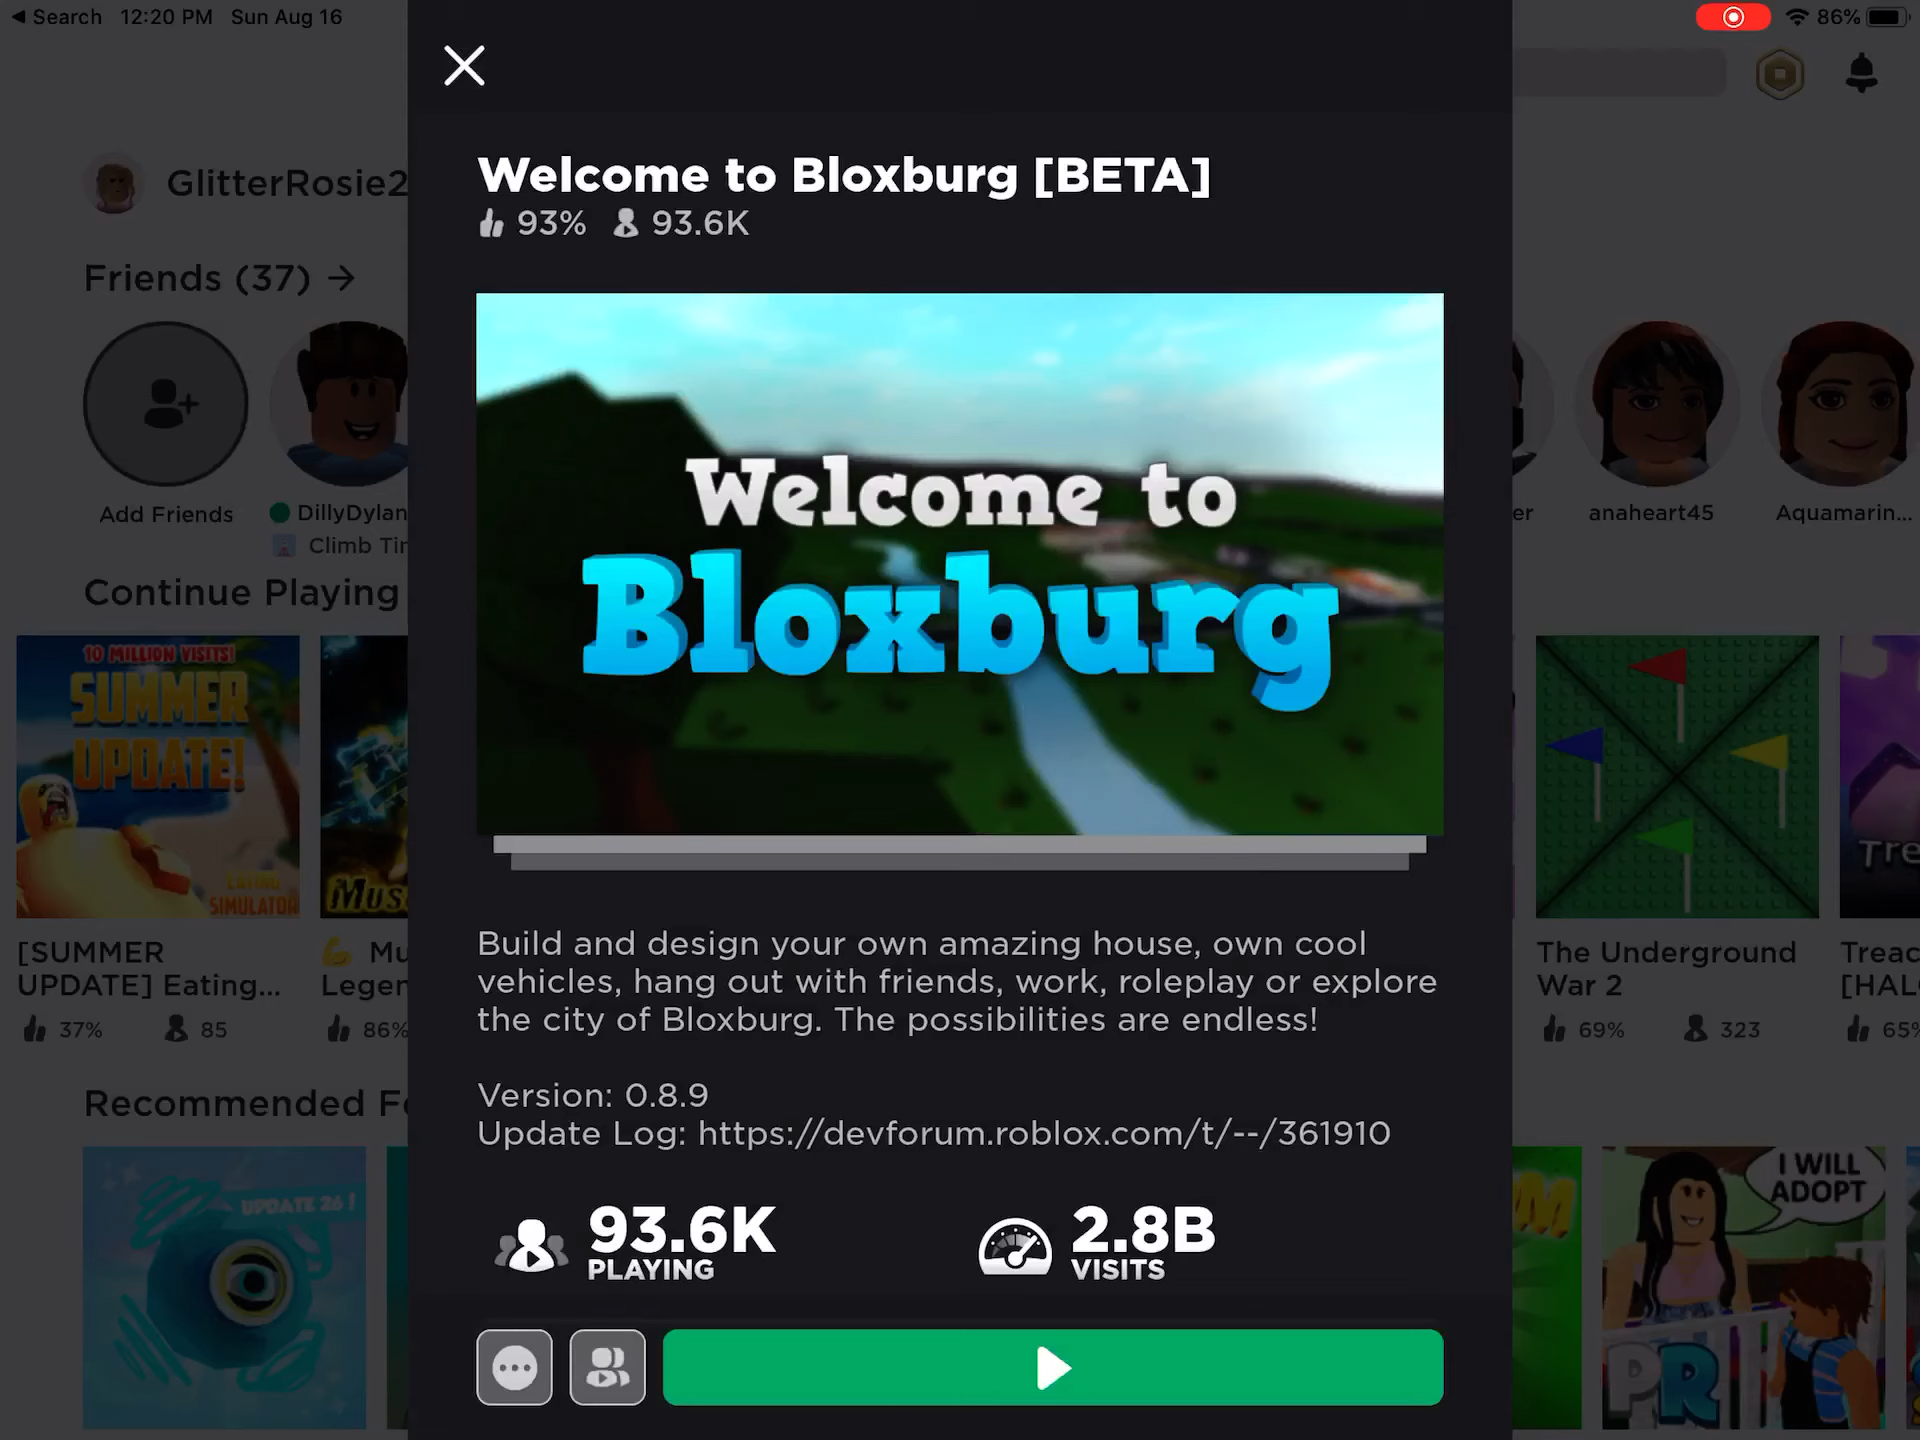 Search 12:20 PM Sun Aug 16
86%
GlitterRosie2
Friends (37)
Add Friends
DillyDylan
Climb Tir
er
anaheart45
Aquamarin...
Continue Playing
10 MILLION VISITS!
SUMMER
UPDATE!
EATING
SIMULATOR
[SUMMER
UPDATE] Eating...
37% 85
Mus
Mu
Legen
86%
Recommended Fo
UPDATE 26!
Welcome to Bloxburg [BETA]
93% 93.6K
Welcome to
Bloxburg
Build and design your own amazing house, own cool
vehicles, hang out with friends, work, roleplay or explore
the city of Bloxburg. The possibilities are endless!
Version: 0.8.9
Update Log: https://devforum.roblox.com/t/--/361910
93.6K
PLAYING
2.8B
VISITS
The Underground
War 2
69% 323
Tre
Treac
[HAL
65%
M
I WILL
ADOPT
PR